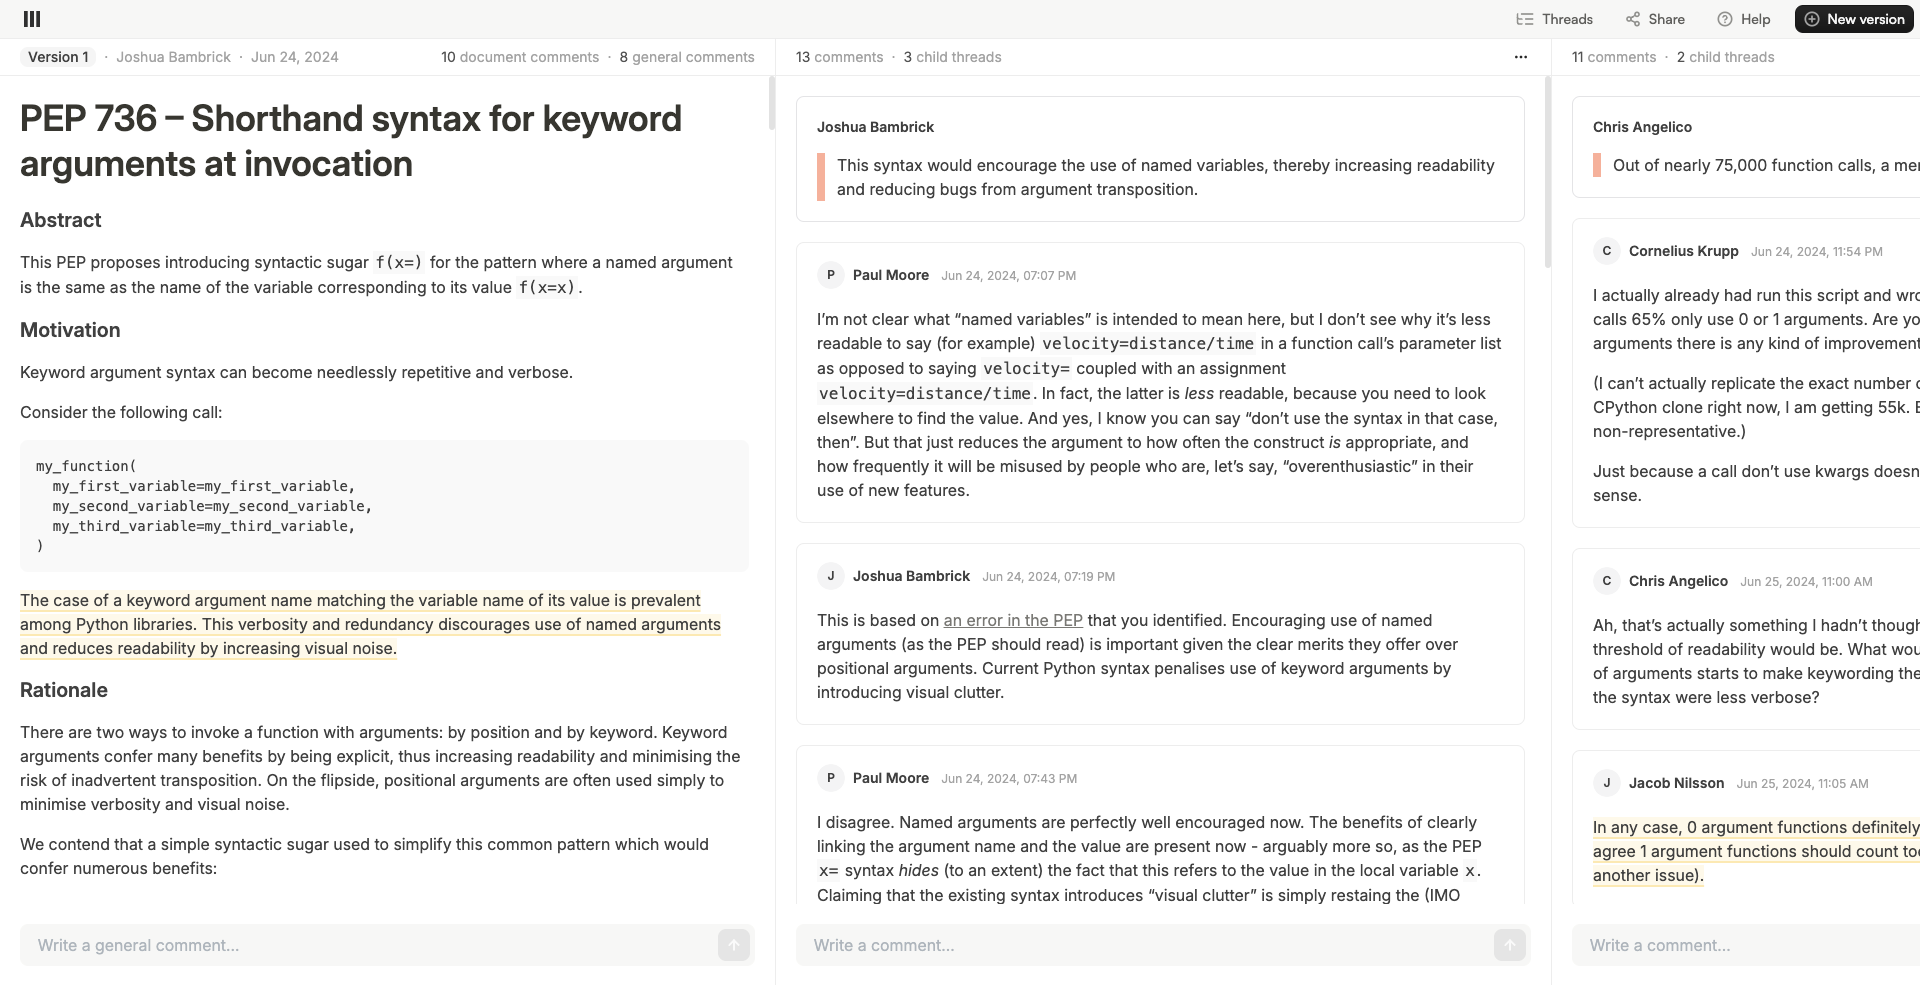 Threads
Share
Help
New version
Version 1 · Joshua Bambrick · Jun 24, 2024
10 document comments · 8 general comments
PEP 736 – Shorthand syntax for keyword
arguments at invocation
Abstract
This PEP proposes introducing syntactic sugar f(x=) for the pattern where a named argument
is the same as the name of the variable corresponding to its value f(x=x).
Motivation
Keyword argument syntax can become needlessly repetitive and verbose.
Consider the following call:
my_function(
my_first_variable=my_first_variable,
my_second_variable=my_second_variable,
my_third_variable=my_third_variable,
)
The case of a keyword argument name matching the variable name of its value is prevalent
among Python libraries. This verbosity and redundancy discourages use of named arguments
and reduces readability by increasing visual noise.
Rationale
There are two ways to invoke a function with arguments: by position and by keyword. Keyword
arguments confer many benefits by being explicit, thus increasing readability and minimising the
risk of inadvertent transposition. On the flipside, positional arguments are often used simply to
minimise verbosity and visual noise.
We contend that a simple syntactic sugar used to simplify this common pattern which would
confer numerous benefits:
Write a general comment...
13 comments · 3 child threads
Joshua Bambrick
This syntax would encourage the use of named variables, thereby increasing readability
and reducing bugs from argument transposition.
P Paul Moore Jun 24, 2024, 07:07 PM
I’m not clear what “named variables” is intended to mean here, but I don’t see why it’s less
readable to say (for example) velocity=distance/time in a function call’s parameter list
as opposed to saying velocity= coupled with an assignment
velocity=distance/time. In fact, the latter is less readable, because you need to look
elsewhere to find the value. And yes, I know you can say “don’t use the syntax in that case,
then”. But that just reduces the argument to how often the construct is appropriate, and
how frequently it will be misused by people who are, let’s say, “overenthusiastic” in their
use of new features.
J Joshua Bambrick Jun 24, 2024, 07:19 PM
This is based on an error in the PEP that you identified. Encouraging use of named
arguments (as the PEP should read) is important given the clear merits they offer over
positional arguments. Current Python syntax penalises use of keyword arguments by
introducing visual clutter.
P Paul Moore Jun 24, 2024, 07:43 PM
I disagree. Named arguments are perfectly well encouraged now. The benefits of clearly
linking the argument name and the value are present now - arguably more so, as the PEP
x= syntax hides (to an extent) the fact that this refers to the value in the local variable x.
Claiming that the existing syntax introduces “visual clutter” is simply restaing the (IMO
Write a comment...
11 comments · 2 child threads
Chris Angelico
Out of nearly 75,000 function calls, a
C Cornelius Krupp Jun 24, 2024, 11:54 PM
I actually already had run this script and
calls 65% only use 0 or 1 arguments. Are
arguments there is any kind of improvement
(I can’t actually replicate the exact number
CPython clone right now, I am getting 55k.
non-representative.)
Just because a call don’t use kwargs
sense.
C Chris Angelico Jun 25, 2024, 11:00 AM
Ah, that’s actually something I hadn’t
threshold of readability would be. What
of arguments starts to make keywording
the syntax were less verbose?
J Jacob Nilsson Jun 25, 2024, 11:05 AM
In any case, 0 argument functions definitely
agree 1 argument functions should count
another issue).
Write a comment...